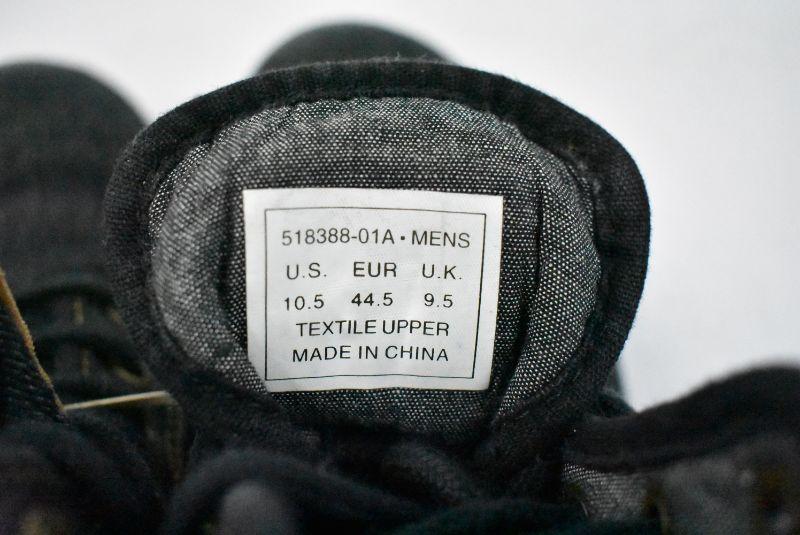 518388-01A • MENS
U.S. EUR U.K.
10.5 44.5 9.5
TEXTILE UPPER
MADE IN CHINA